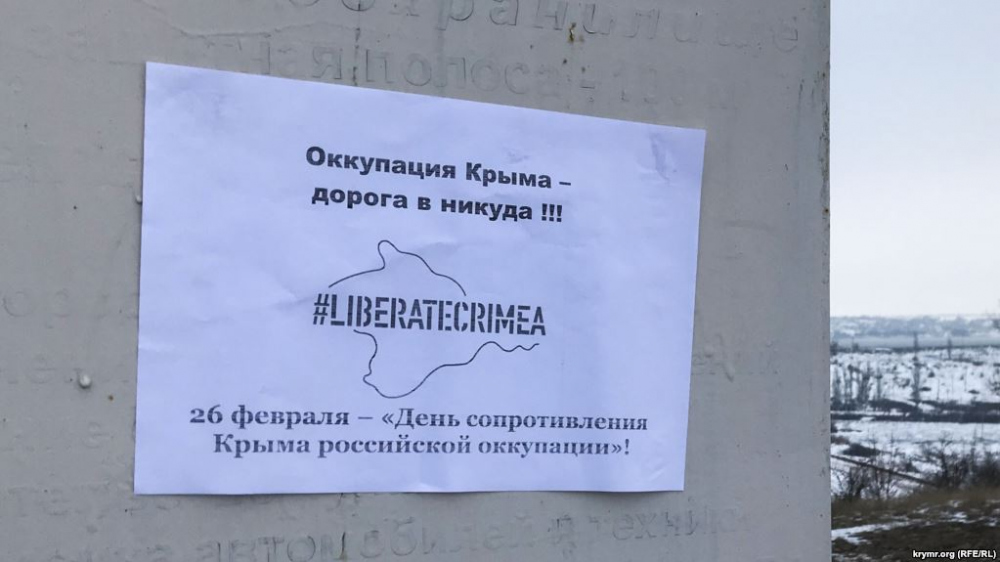 Оккупация Крыма –
дорога в никуда !!!
#LIBERATECRIMEA
26 февраля – «День сопротивления
Крыма российской оккупации»!
krymr.org (RFE/RL)